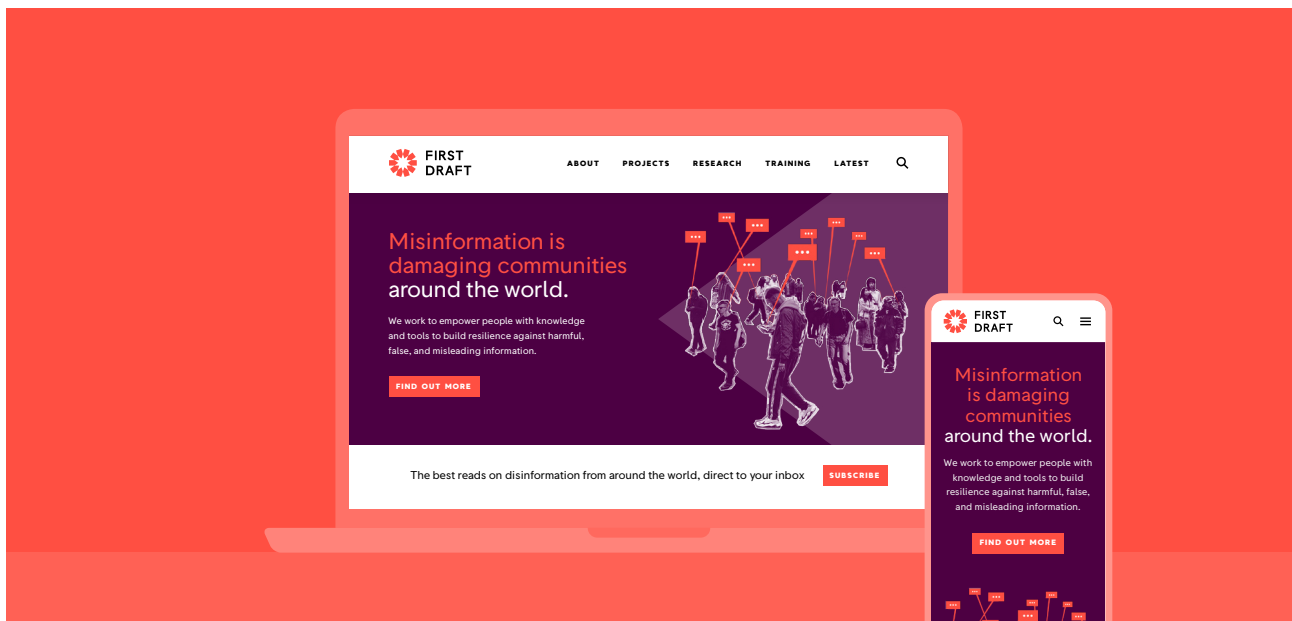 FIRST
DRAFT
ABOUT PROJECTS RESEARCH TRAINING LATEST
Misinformation is
damaging communities
around the world.
We work to empower people with knowledge
and tools to build resilience against harmful,
false, and misleading information.
FIND OUT MORE
The best reads on disinformation from around the world, direct to your inbox SUBSCRIBE
FIRST
DRAFT
Misinformation
is damaging
communities
around the world.
We work to empower people with
knowledge and tools to build
resilience against harmful, false,
and misleading information.
FIND OUT MORE